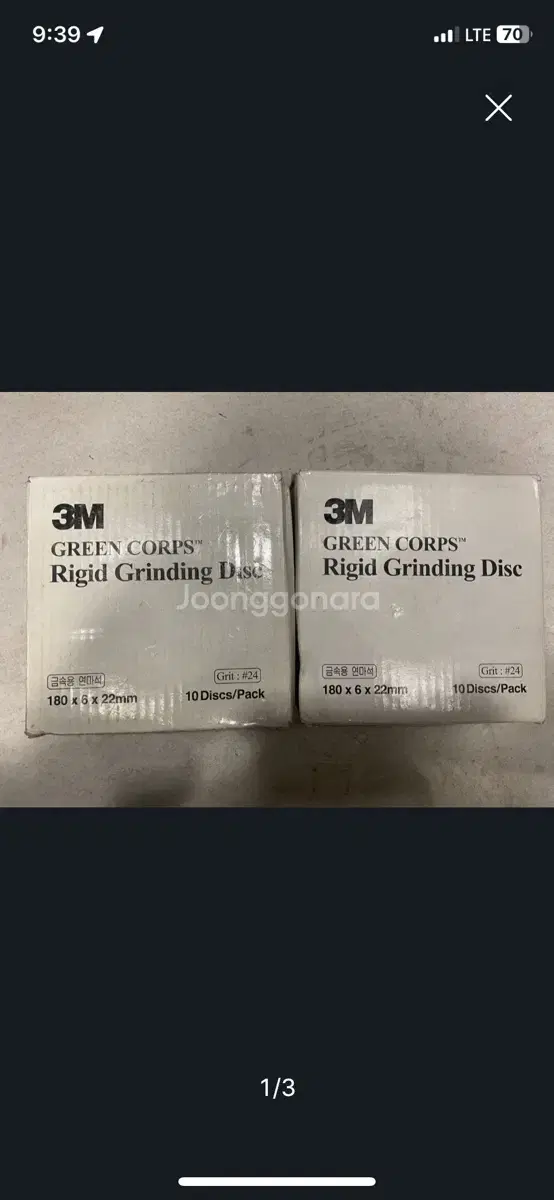 9:39
LTE 70
3M
GREEN CORPS™
Rigid Grinding Disc
금속용 연마석
Grit : #24
180 x 6 x 22mm
10 Discs/Pack
3M
GREEN CORPS™
Rigid Grinding Disc
금속용 연마석
Grit : #24
180 x 6 x 22mm
10 Discs/Pack
Joonggonara
1/3